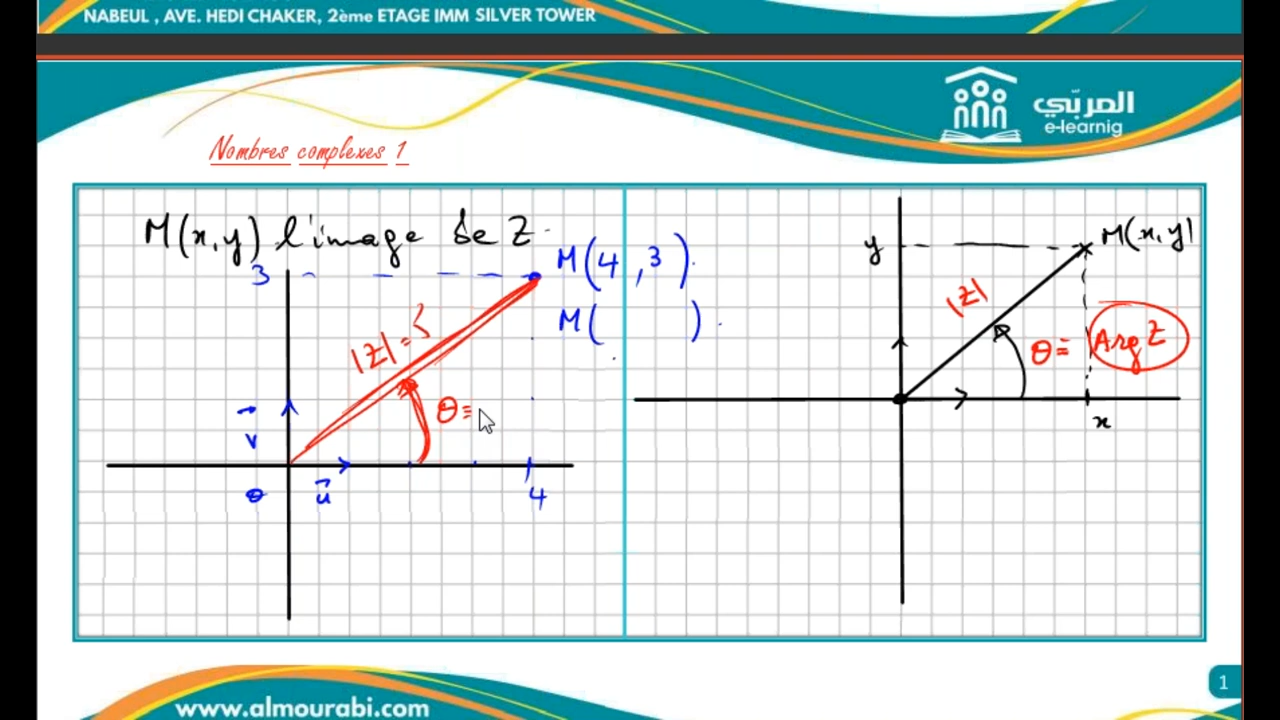 NABEUL , AVE. HEDI CHAKER, 2ème ETAGE IMM SILVER TOWER
المربّي
e-learnig
Nombres complexes 1
M(x,y) l'image de Z.
3
M(4,3).
M( ).
|Z| = 5
θ=
v
o
u
4
y
M(x,y)
|Z|
θ= Arg Z
x
1
www.almourabi.com